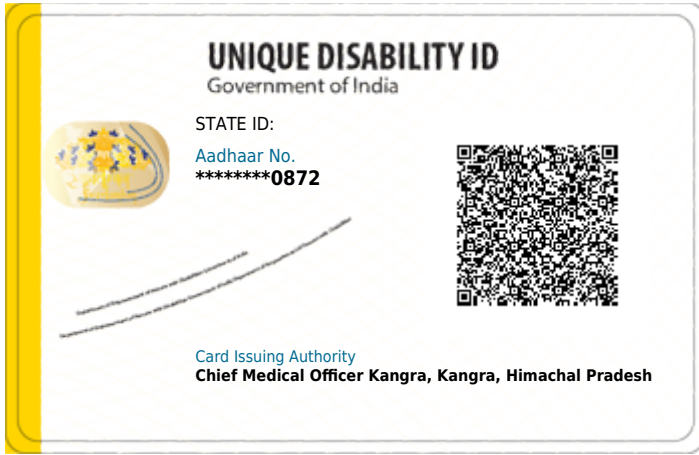 UNIQUE DISABILITY ID
Government of India
STATE ID:
Aadhaar No.
********0872
Card Issuing Authority
Chief Medical Officer Kangra, Kangra, Himachal Pradesh